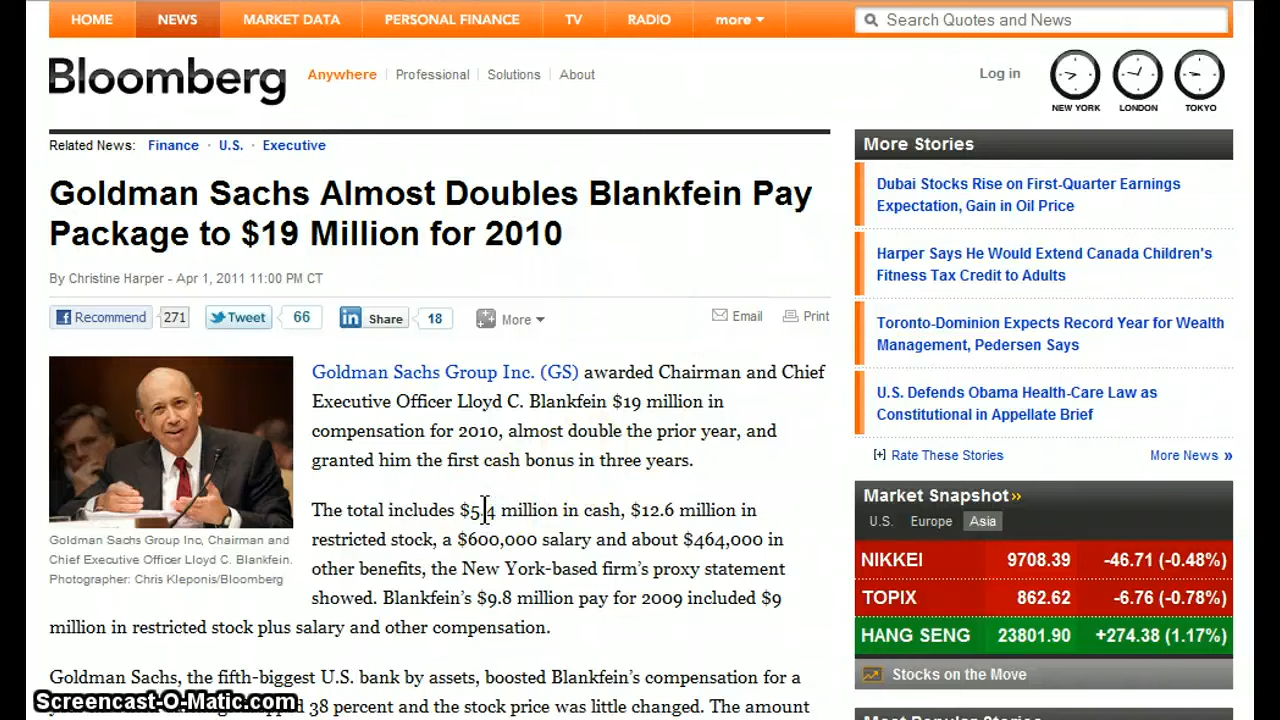 HOME NEWS MARKET DATA PERSONAL FINANCE TV RADIO more
Search Quotes and News
Bloomberg
Anywhere Professional Solutions About
Log in
NEW YORK LONDON TOKYO
Related News: Finance · U.S. · Executive
Goldman Sachs Almost Doubles Blankfein Pay
Package to $19 Million for 2010
By Christine Harper - Apr 1, 2011 11:00 PM CT
Recommend 271 Tweet 66 in Share 18 More Email Print
Goldman Sachs Group Inc, Chairman and
Chief Executive Officer Lloyd C. Blankfein.
Photographer: Chris Kleponis/Bloomberg
Goldman Sachs Group Inc. (GS) awarded Chairman and Chief
Executive Officer Lloyd C. Blankfein $19 million in
compensation for 2010, almost double the prior year, and
granted him the first cash bonus in three years.
The total includes $5.4 million in cash, $12.6 million in
restricted stock, a $600,000 salary and about $464,000 in
other benefits, the New York-based firm's proxy statement
showed. Blankfein's $9.8 million pay for 2009 included $9
million in restricted stock plus salary and other compensation.
Goldman Sachs, the fifth-biggest U.S. bank by assets, boosted Blankfein's compensation for a
38 percent and the stock price was little changed. The amount
Screencast-O-Matic.com
More Stories
Dubai Stocks Rise on First-Quarter Earnings
Expectation, Gain in Oil Price
Harper Says He Would Extend Canada Children's
Fitness Tax Credit to Adults
Toronto-Dominion Expects Record Year for Wealth
Management, Pedersen Says
U.S. Defends Obama Health-Care Law as
Constitutional in Appellate Brief
[+] Rate These Stories More News »
Market Snapshot »
U.S. Europe Asia
NIKKEI 9708.39 -46.71 (-0.48%)
TOPIX 862.62 -6.76 (-0.78%)
HANG SENG 23801.90 +274.38 (1.17%)
Stocks on the Move